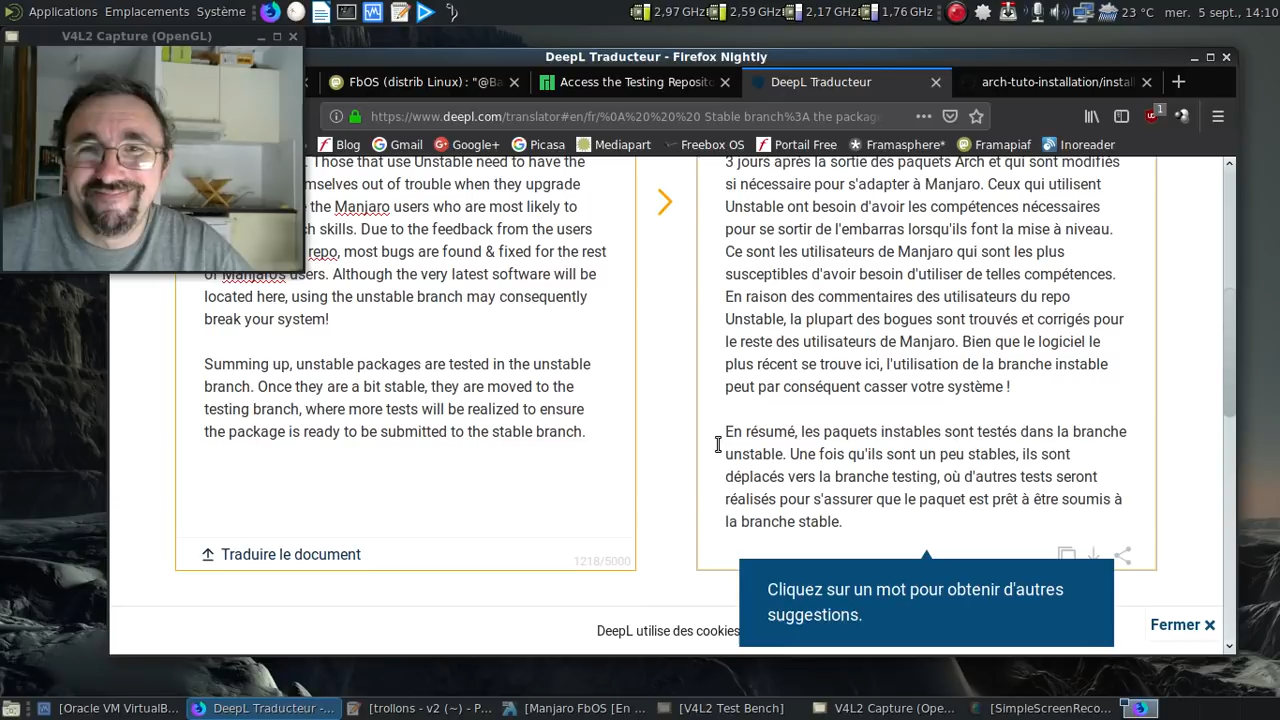 Applications Emplacements Système
2,97 GHz 2,93 GHz 2,17 GHz 1,76 GHz
23 °C mer. 5 sept., 14:10
V4L2 Capture (OpenGL)
DeepL Traducteur - Firefox Nightly
FbOS (distrib Linux) : "@Ba
Access the Testing Reposito
DeepL Traducteur
arch-tuto-installation/instal
https://www.deepl.com/translator#en/fr/%0A%20%20%20 Stable branch%3A the package
1
Blog Gmail Google+ Picasa Mediapart Freebox OS Portail Free Framasphere* Framapiaf Inoreader
Those that use Unstable need to have the
mselves out of trouble when they upgrade
the Manjaro users who are most likely to
h skills. Due to the feedback from the users
repo, most bugs are found & fixed for the rest
of Manjaro's users. Although the very latest software will be
located here, using the unstable branch may consequently
break your system!
Summing up, unstable packages are tested in the unstable
branch. Once they are a bit stable, they are moved to the
testing branch, where more tests will be realized to ensure
the package is ready to be submitted to the stable branch.
Traduire le document
1218/5000
3 jours après la sortie des paquets Arch et qui sont modifiés
si nécessaire pour s'adapter à Manjaro. Ceux qui utilisent
Unstable ont besoin d'avoir les compétences nécessaires
pour se sortir de l'embarras lorsqu'ils font la mise à niveau.
Ce sont les utilisateurs de Manjaro qui sont les plus
susceptibles d'avoir besoin d'utiliser de telles compétences.
En raison des commentaires des utilisateurs du repo
Unstable, la plupart des bogues sont trouvés et corrigés pour
le reste des utilisateurs de Manjaro. Bien que le logiciel le
plus récent se trouve ici, l'utilisation de la branche instable
peut par conséquent casser votre système !
En résumé, les paquets instables sont testés dans la branche
unstable. Une fois qu'ils sont un peu stables, ils sont
déplacés vers la branche testing, où d'autres tests seront
réalisés pour s'assurer que le paquet est prêt à être soumis à
la branche stable.
Cliquez sur un mot pour obtenir d'autres
suggestions.
DeepL utilise des cookies
Fermer
[Oracle VM VirtualB...
DeepL Traducteur -...
[trollons - v2 (~) - P...
[Manjaro FbOS [En ...
[V4L2 Test Bench]
V4L2 Capture (Ope...
[SimpleScreenReco...